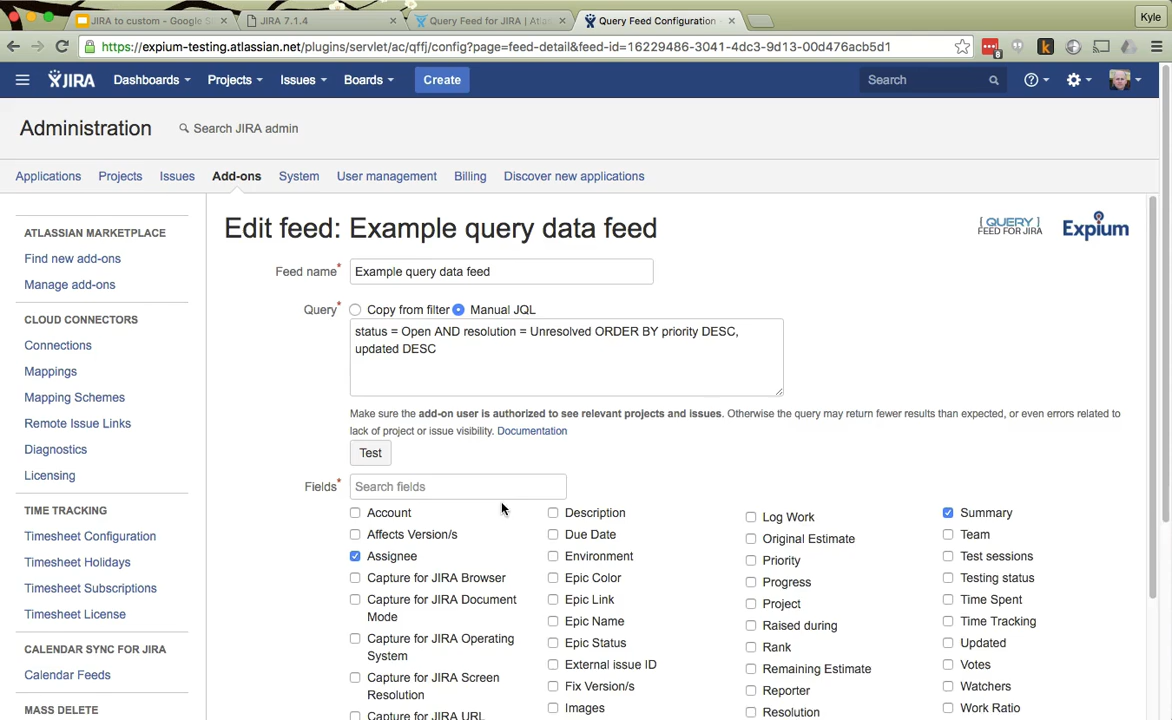 JIRA to custom - Google S
JIRA 7.1.4
Query Feed for JIRA | Atlas
Query Feed Configuration -
Kyle
https://expium-testing.atlassian.net/plugins/servlet/ac/qffj/config?page=feed-detail&feed-id=16229486-3041-4dc3-9d13-00d476acb5d1
8
k
JIRA Dashboards Projects Issues Boards Create Search
Administration Search JIRA admin
Applications Projects Issues Add-ons System User management Billing Discover new applications
ATLASSIAN MARKETPLACE
Find new add-ons
Manage add-ons
CLOUD CONNECTORS
Connections
Mappings
Mapping Schemes
Remote Issue Links
Diagnostics
Licensing
TIME TRACKING
Timesheet Configuration
Timesheet Holidays
Timesheet Subscriptions
Timesheet License
CALENDAR SYNC FOR JIRA
Calendar Feeds
MASS DELETE
Edit feed: Example query data feed
[ QUERY ]
FEED FOR JIRA
Expium
Feed name* Example query data feed
Query* Copy from filter Manual JQL
status = Open AND resolution = Unresolved ORDER BY priority DESC,
updated DESC
Make sure the add-on user is authorized to see relevant projects and issues. Otherwise the query may return fewer results than expected, or even errors related to
lack of project or issue visibility. Documentation
Test
Fields* Search fields
Account
Affects Version/s
Assignee
Capture for JIRA Browser
Capture for JIRA Document
Mode
Capture for JIRA Operating
System
Capture for JIRA Screen
Resolution
Capture for JIRA URL
Description
Due Date
Environment
Epic Color
Epic Link
Epic Name
Epic Status
External issue ID
Fix Version/s
Images
Log Work
Original Estimate
Priority
Progress
Project
Raised during
Rank
Remaining Estimate
Reporter
Resolution
Summary
Team
Test sessions
Testing status
Time Spent
Time Tracking
Updated
Votes
Watchers
Work Ratio